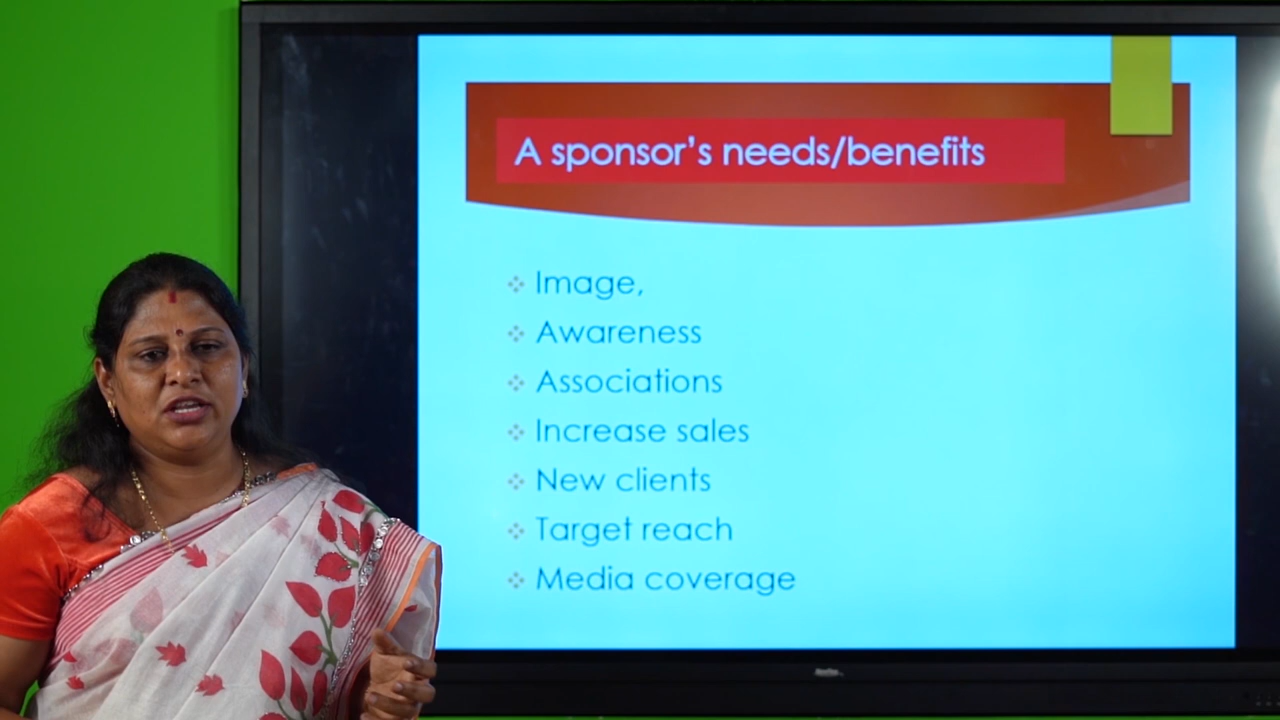 A sponsor's needs/benefits
Image,
Awareness
Associations
Increase sales
New clients
Target reach
Media coverage